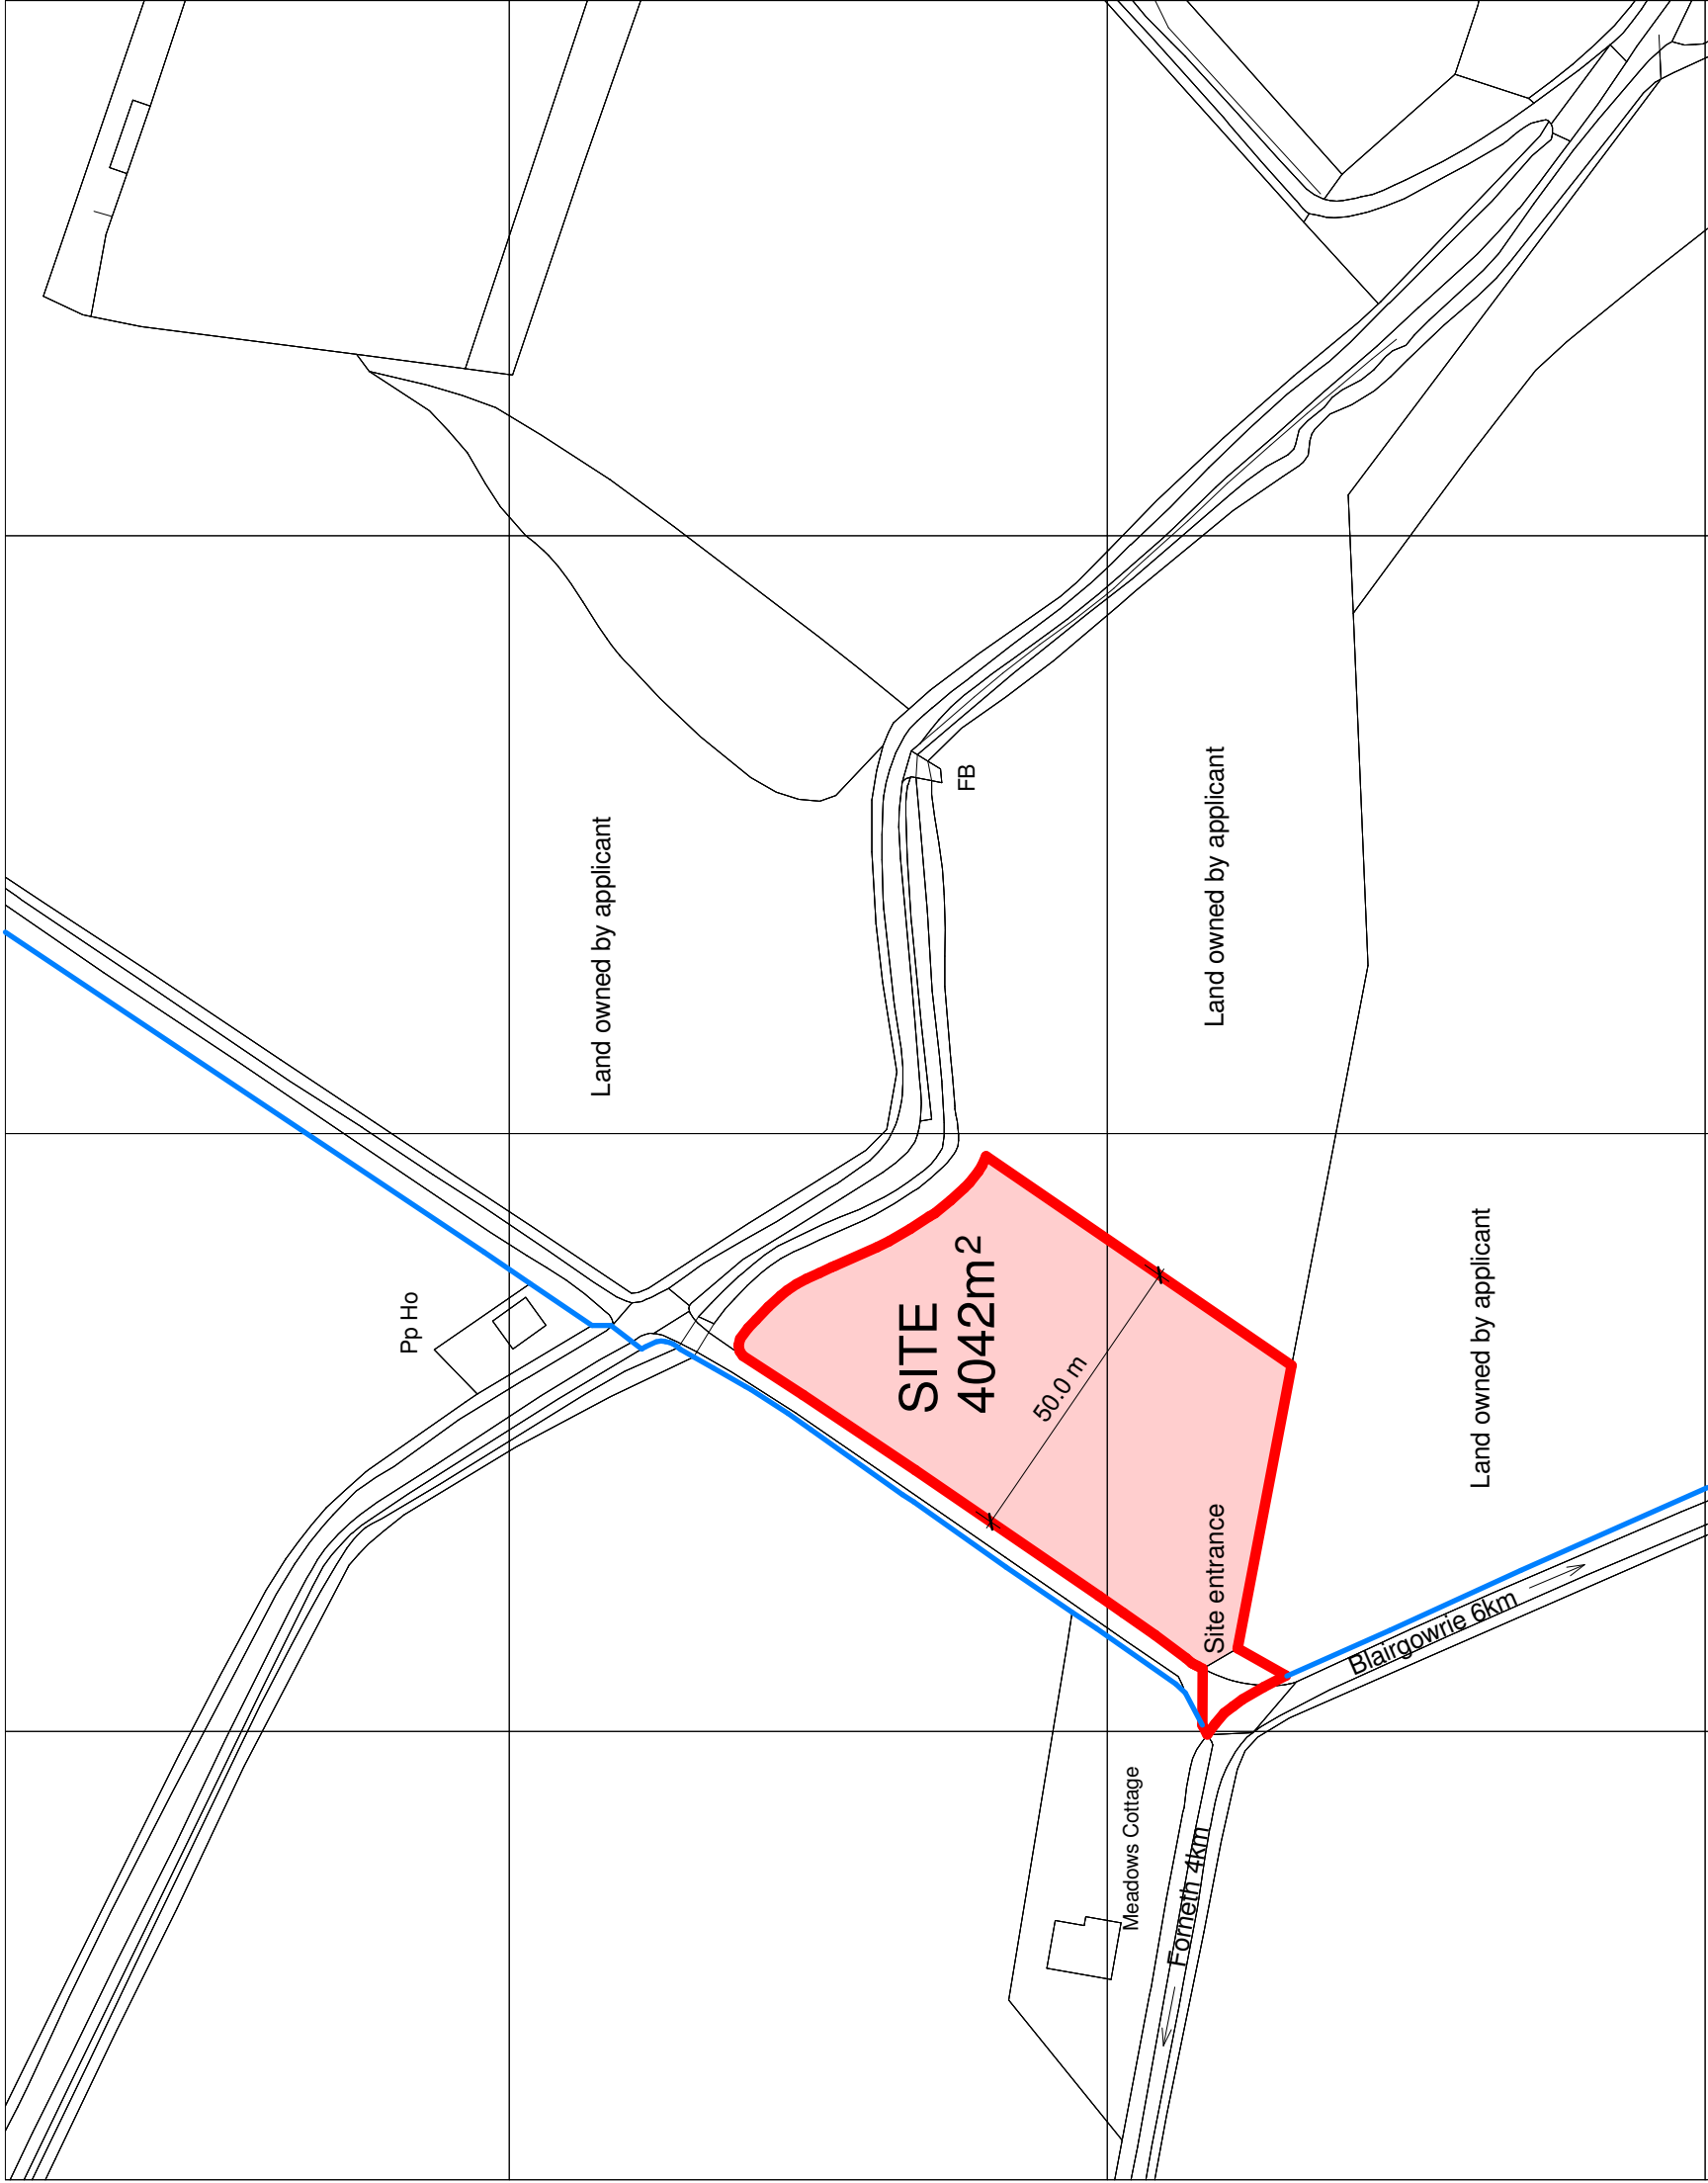 Pp Ho
Land owned by applicant
SITE
4042m²
FB
50.0 m
Meadows Cottage
Forneth 4km
Site entrance
Land owned by applicant
Blairgowrie 6km
Land owned by applicant